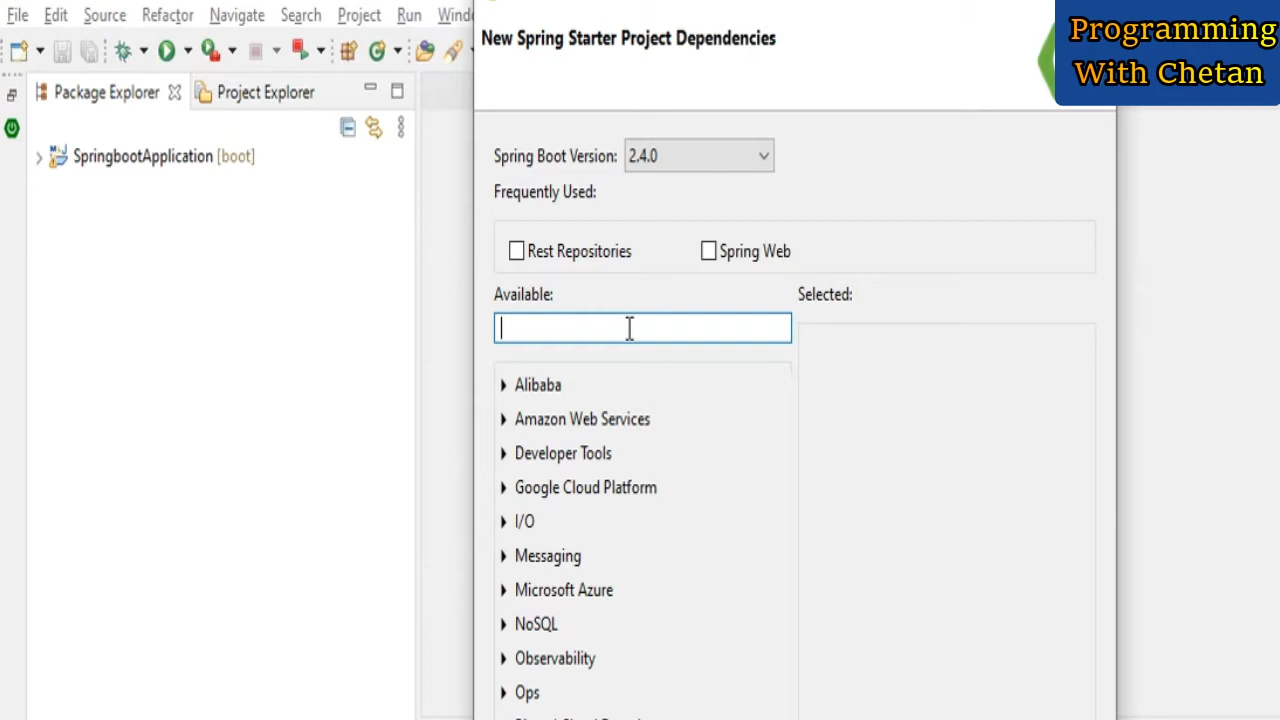 File Edit Source Refactor Navigate Search Project Run
Package Explorer Project Explorer
SpringbootApplication [boot]
New Spring Starter Project Dependencies
Programming
With Chetan
Spring Boot Version: 2.4.0
Frequently Used:
Rest Repositories Spring Web
Available: Selected:
Alibaba
Amazon Web Services
Developer Tools
Google Cloud Platform
I/O
Messaging
Microsoft Azure
NoSQL
Observability
Ops